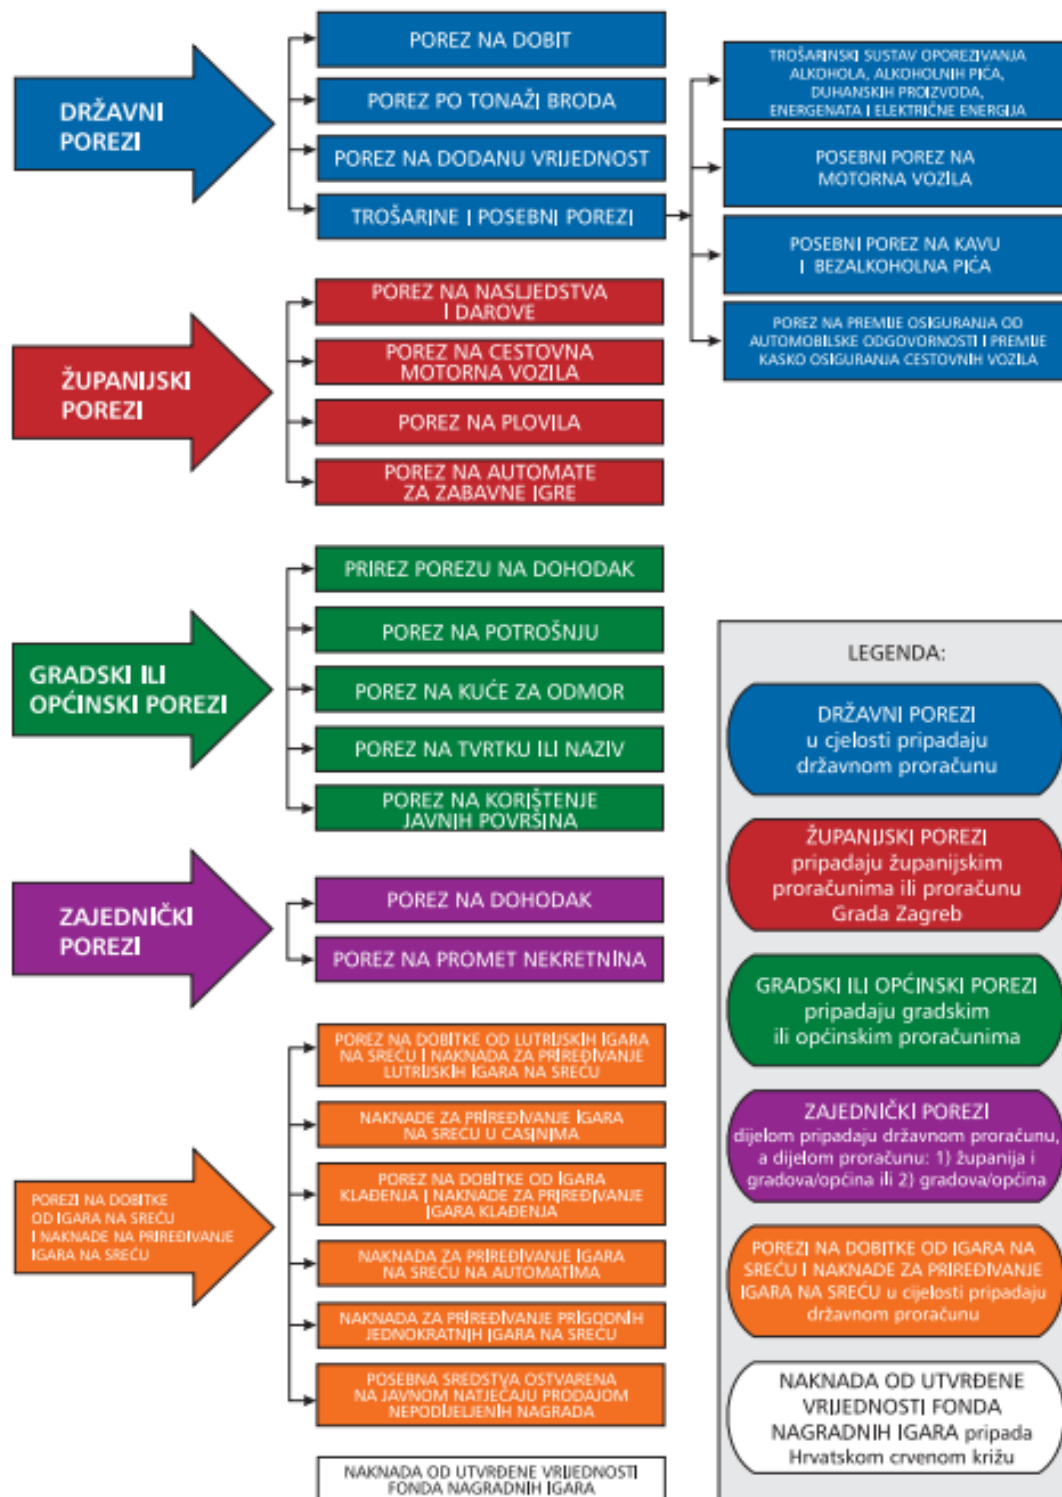 DRŽAVNI
POREZI
POREZ NA DOBIT
POREZ PO TONAŽI BRODA
POREZ NA DODANU VRIJEDNOST
TROŠARINE I POSEBNI POREZI
TROŠARINSKI SUSTAV OPOREZIVANJA
ALKOHOLA, ALKOHOLNIH PIĆA,
DUHANSKIH PROIZVODA,
ENERGENATA I ELEKTRIČNE ENERGIJA
POSEBNI POREZ NA
MOTORNA VOZILA
POSEBNI POREZ NA KAVU
I BEZALKOHOLNA PIĆA
POREZ NA PREMIJE OSIGURANJA OD
AUTOMOBILSKE ODGOVORNOSTI I PREMIJE
KASKO OSIGURANJA CESTOVNIH VOZILA
ŽUPANIJSKI
POREZI
POREZ NA NASLJEDSTVA
I DAROVE
POREZ NA CESTOVNA
MOTORNA VOZILA
POREZ NA PLOVILA
POREZ NA AUTOMATE
ZA ZABAVNE IGRE
GRADSKI ILI
OPĆINSKI POREZI
PRIREZ POREZU NA DOHODAK
POREZ NA POTROŠNJU
POREZ NA KUĆE ZA ODMOR
POREZ NA TVRTKU ILI NAZIV
POREZ NA KORIŠTENJE
JAVNIH POVRŠINA
ZAJEDNIČKI
POREZI
POREZ NA DOHODAK
POREZ NA PROMET NEKRETNINA
POREZI NA DOBITKE
OD IGARA NA SREĆU
I NAKNADE NA PRIREĐIVANJE
IGARA NA SREĆU
POREZ NA DOBITKE OD LUTRIJSKIH IGARA
NA SREĆU I NAKNADA ZA PRIREĐIVANJE
LUTRIJSKIH IGARA NA SREĆU
NAKNADE ZA PRIREĐIVANJE IGARA
NA SREĆU U CASINIMA
POREZ NA DOBITKE OD IGARA
KLAĐENJA I NAKNADE ZA PRIREĐIVANJE
IGARA KLAĐENJA
NAKNADA ZA PRIREĐIVANJE IGARA
NA SREĆU NA AUTOMATIMA
NAKNADA ZA PRIREĐIVANJE PRIGODNIH
JEDNOKRATNIH IGARA NA SREĆU
POSEBNA SREDSTVA OSTVARENA
NA JAVNOM NATJEČAJU PRODAJOM
NEPODIJELJENIH NAGRADA
NAKNADA OD UTVRĐENE VRIJEDNOSTI
FONDA NAGRADNIH IGARA
LEGENDA:
DRŽAVNI POREZI
u cjelosti pripadaju
državnom proračunu
ŽUPANIJSKI POREZI
pripadaju županijskim
proračunima ili proračunu
Grada Zagreb
GRADSKI ILI OPĆINSKI POREZI
pripadaju gradskim
ili općinskim proračunima
ZAJEDNIČKI POREZI
dijelom pripadaju državnom proračunu,
a dijelom proračunu: 1) županija i
gradova/općina ili 2) gradova/općina
POREZI NA DOBITKE OD IGARA NA
SREĆU I NAKNADE ZA PRIREĐIVANJE
IGARA NA SREĆU u cijelosti pripadaju
državnom proračunu
NAKNADA OD UTVRĐENE
VRIJEDNOSTI FONDA
NAGRADNIH IGARA pripada
Hrvatskom crvenom križu